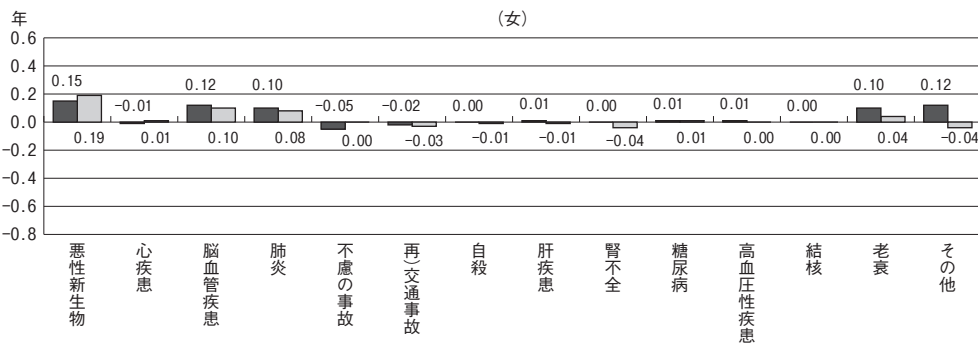 年
(女)
0.6
0.4
0.2
0.0
-0.2
-0.4
-0.6
-0.8
0.15 -0.01 0.12 0.10 -0.05 -0.02 0.00 0.01 0.00 0.01 0.01 0.00 0.10 0.12
0.19 0.01 0.10 0.08 0.00 -0.03 -0.01 -0.01 -0.04 0.01 0.00 0.00 0.04 -0.04
悪性新生物
心疾患
脳血管疾患
肺炎
不慮の事故
再)交通事故
自殺
肝疾患
腎不全
糖尿病
高血圧性疾患
結核
老衰
その他